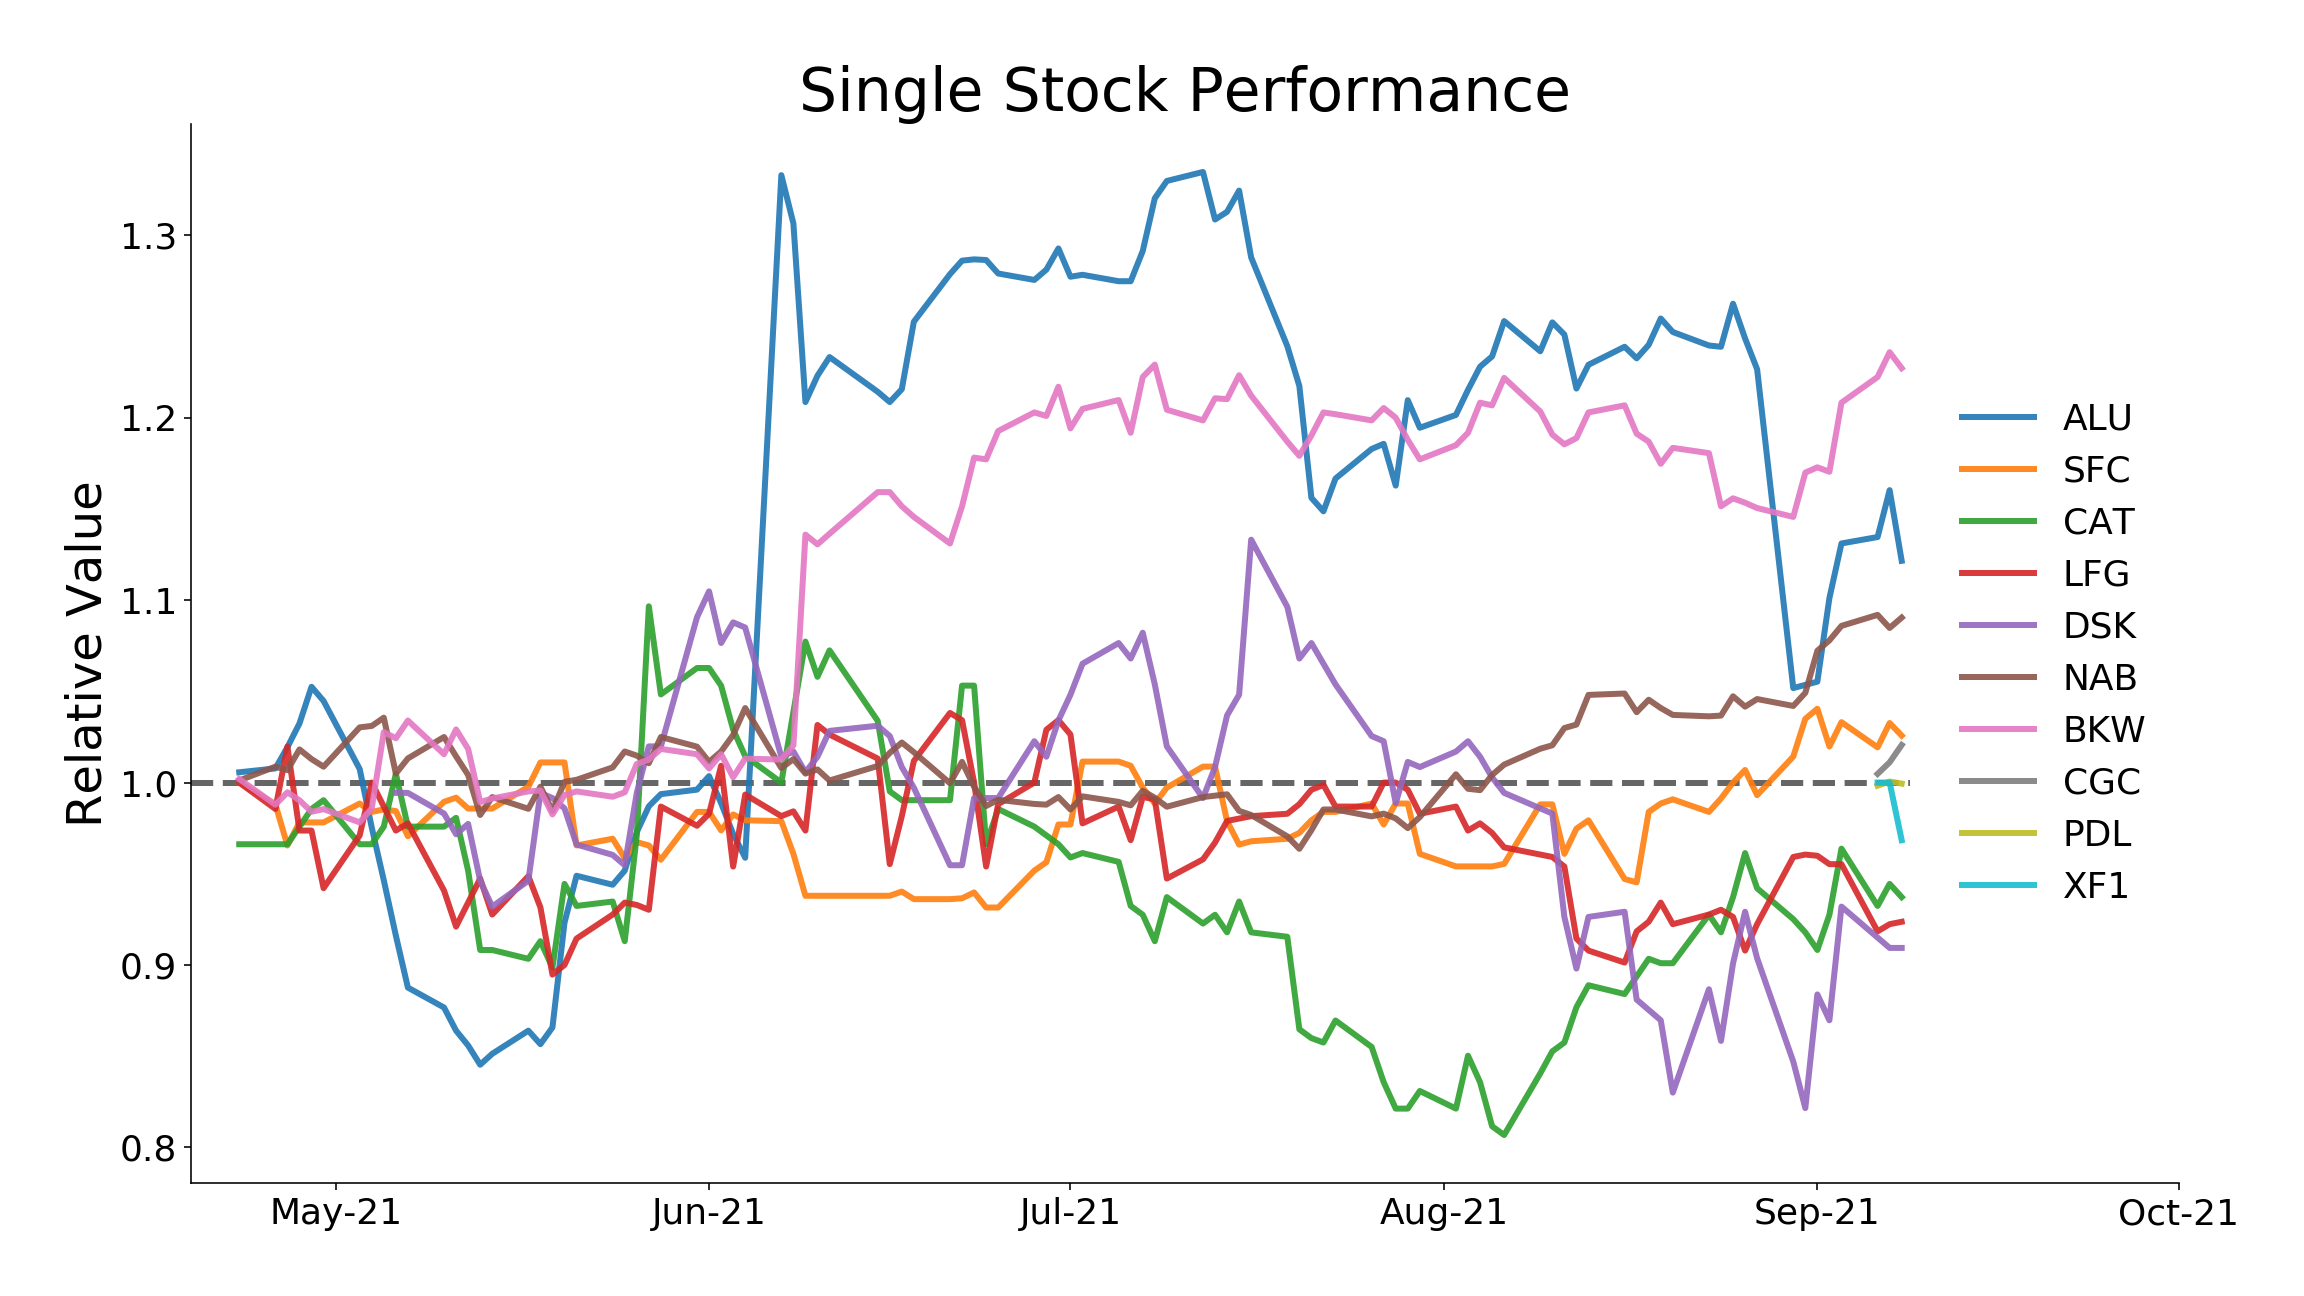 Single Stock Performance
Relative Value
1.3
1.2
1.1
1.0
0.9
0.8
May-21 Jun-21 Jul-21 Aug-21 Sep-21 Oct-21
ALU
SFC
CAT
LFG
DSK
NAB
BKW
CGC
PDL
XF1